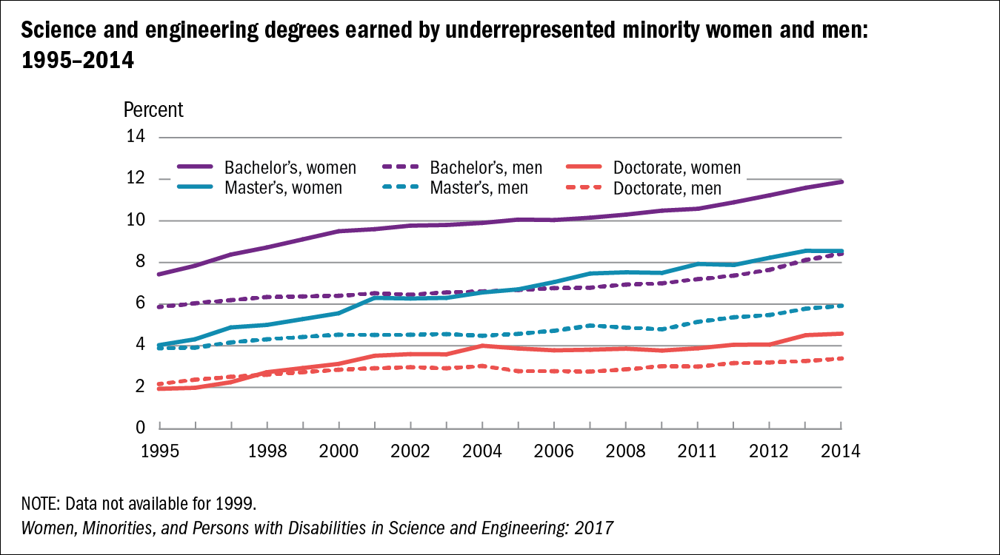 Science and engineering degrees earned by underrepresented minority women and men:
1995–2014
Percent
14
12
10
8
6
4
2
0
Bachelor's, women
Bachelor's, men
Doctorate, women
Master's, women
Master's, men
Doctorate, men
1995 1998 2000 2002 2004 2006 2008 2011 2012 2014
NOTE: Data not available for 1999.
Women, Minorities, and Persons with Disabilities in Science and Engineering: 2017